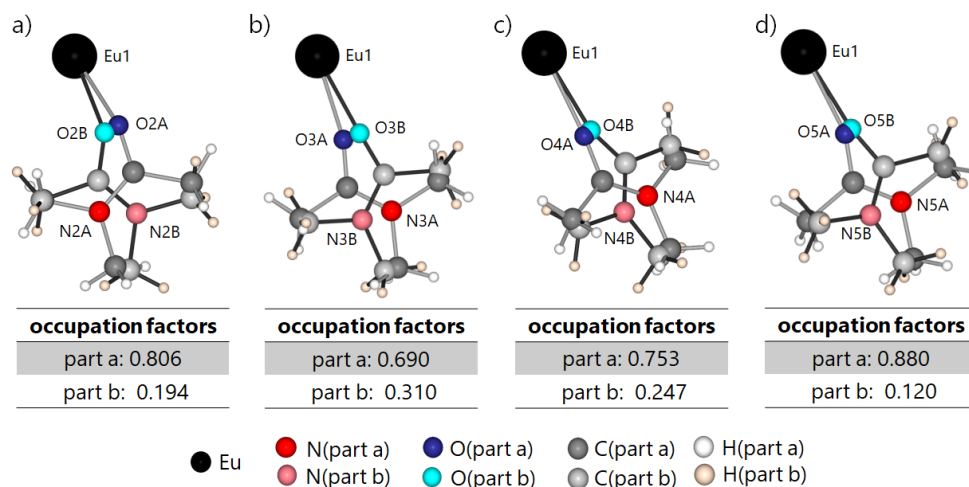 a)
Eu1
O2B
O2A
N2A
N2B
occupation factors
part a: 0.806
part b: 0.194
b)
Eu1
O3A
O3B
N3B
N3A
occupation factors
part a: 0.690
part b: 0.310
c)
Eu1
O4B
O4A
N4A
N4B
occupation factors
part a: 0.753
part b: 0.247
d)
Eu1
O5B
O5A
N5A
N5B
occupation factors
part a: 0.880
part b: 0.120
Eu
N(part a)
O(part a)
C(part a)
H(part a)
N(part b)
O(part b)
C(part b)
H(part b)